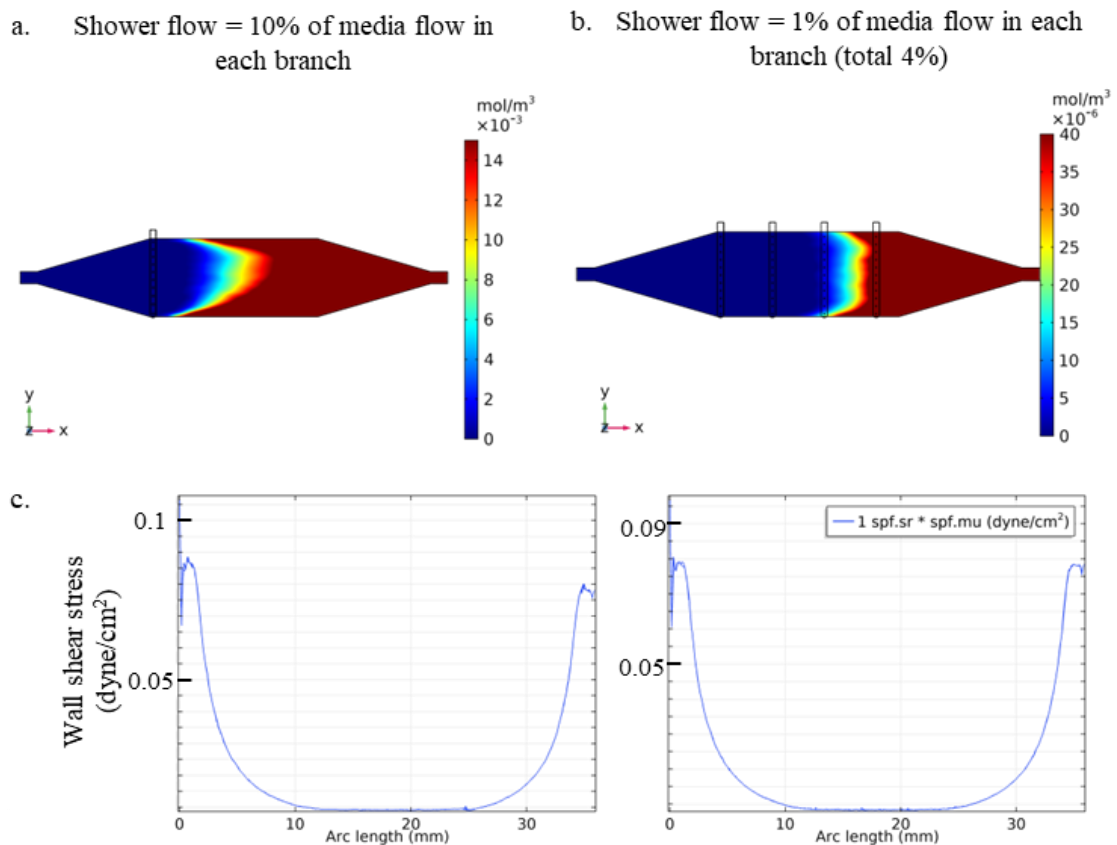 a. Shower flow = 10% of media flow in
each branch
b. Shower flow = 1% of media flow in each
branch (total 4%)
mol/m³
×10⁻³
14
12
10
8
6
4
2
0
y
z x
mol/m³
×10⁻⁶
40
35
30
25
20
15
10
5
0
y
z x
c.
Wall shear stress
(dyne/cm²)
0.1
0.05
0 10 20 30
Arc length (mm)
1 spf.sr * spf.mu (dyne/cm²)
0.09
0.05
0 10 20 30
Arc length (mm)